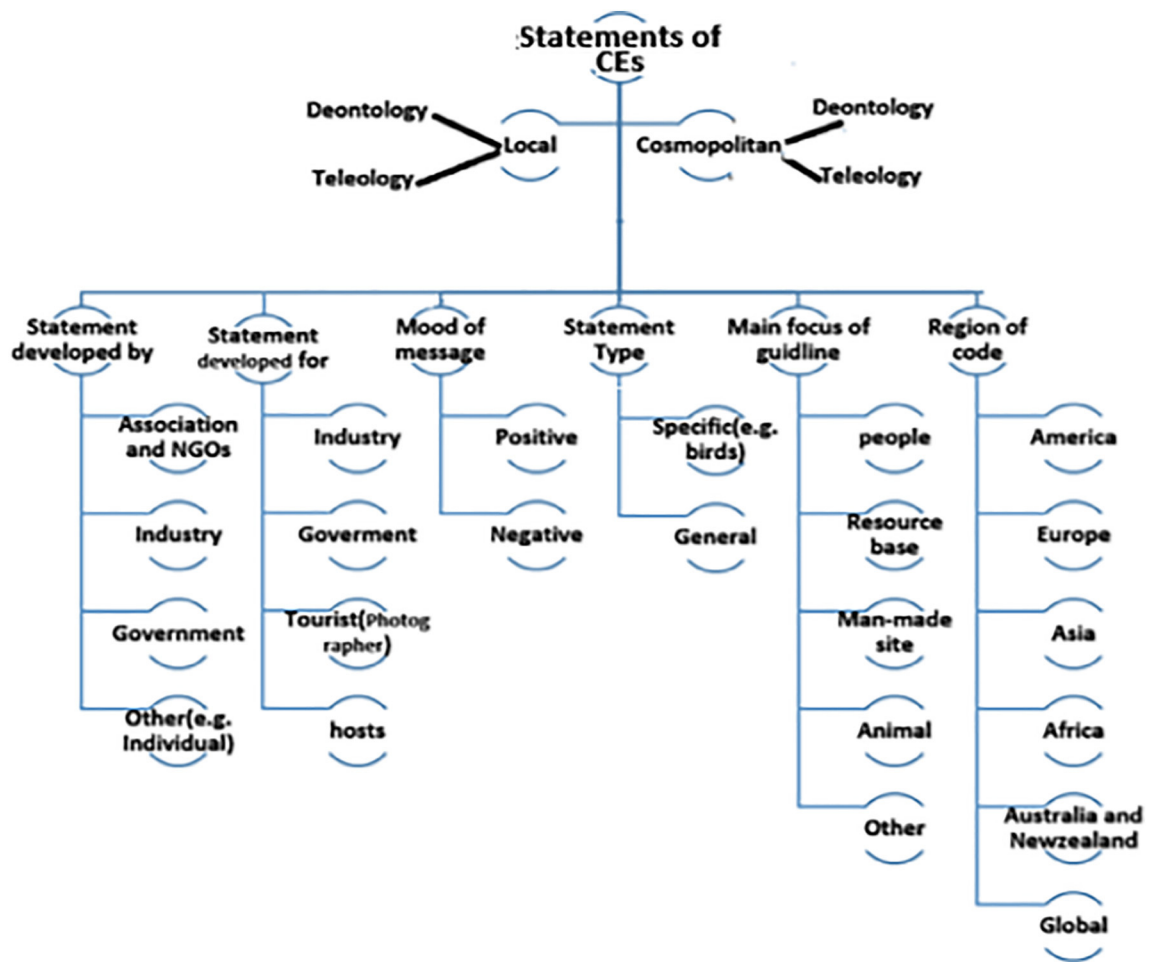 Statements of
CEs
Deontology
Teleology
Local
Cosmopolitan
Deontology
Teleology
Statement
developed by
Association
and NGOs
Industry
Government
Other(e.g.
Individual)
Statement
developed for
Industry
Goverment
Tourist(Photog
rapher)
hosts
Mood of
message
Positive
Negative
Statement
Type
Specific(e.g.
birds)
General
Main focus of
guidline
people
Resource
base
Man-made
site
Animal
Other
Region of
code
America
Europe
Asia
Africa
Australia and
Newzealand
Global